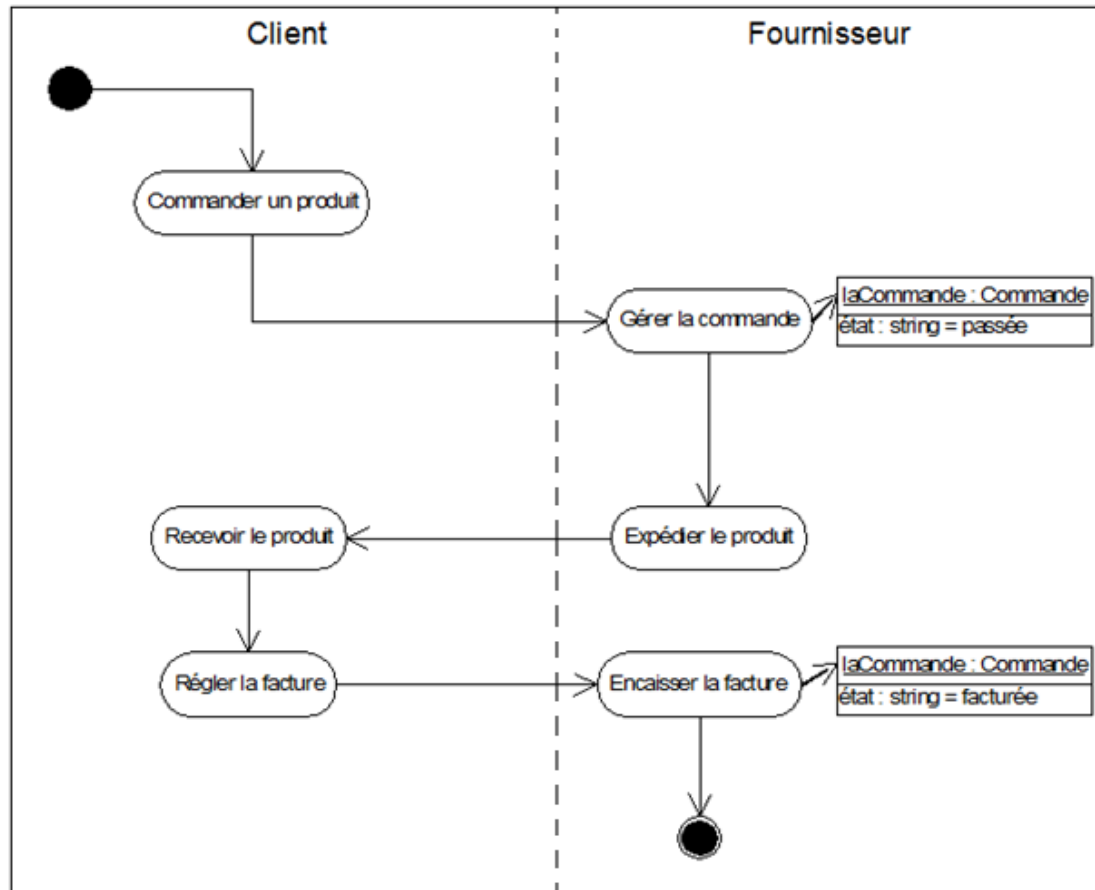 Client
Fournisseur
Commander un produit
Gérer la commande
laCommande : Commande
état : string = passée
Recevoir le produit
Expédier le produit
Régler la facture
Encaisser la facture
laCommande : Commande
état : string = facturée